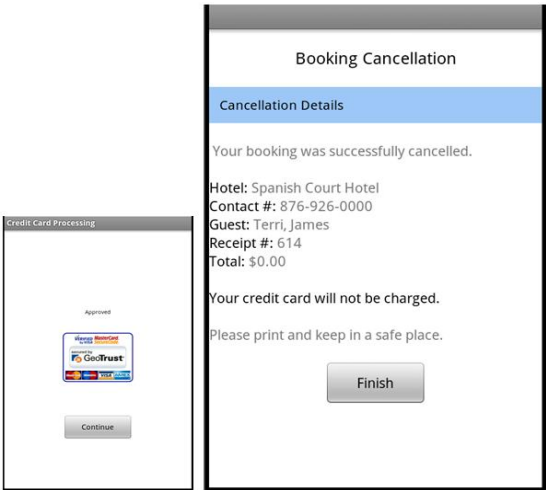 Credit Card Processing
Approved
MasterCard
GeoTrust
VISA
Continue
Booking Cancellation
Cancellation Details
Your booking was successfully cancelled.
Hotel: Spanish Court Hotel
Contact #: 876-926-0000
Guest: Terri, James
Receipt #: 614
Total: $0.00
Your credit card will not be charged.
Please print and keep in a safe place.
Finish